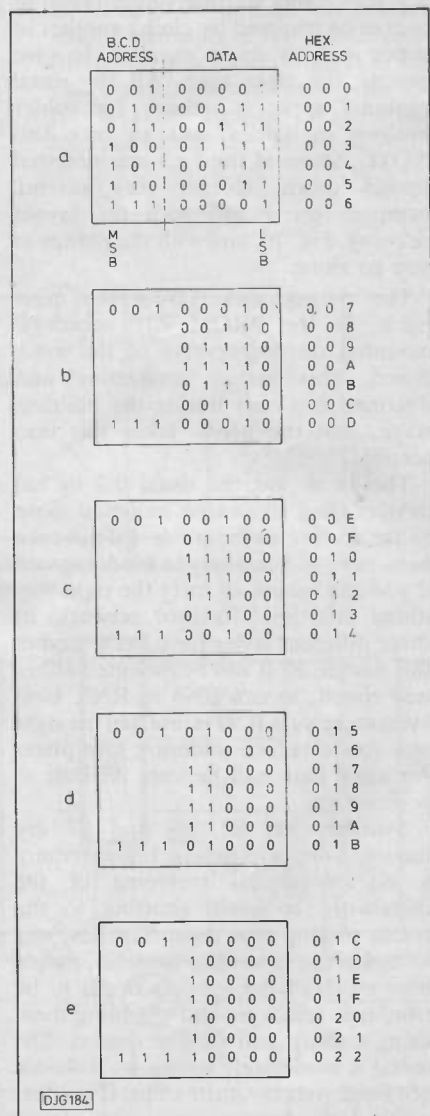 B.C.D. ADDRESS DATA HEX. ADDRESS
a
0 0 1 0 0 0 0 1 0 0 0
0 1 0 0 0 0 1 1 0 0 1
0 1 1 0 0 1 1 1 0 0 2
1 0 0 0 1 1 1 1 0 0 3
1 0 1 0 0 1 1 1 0 0 4
1 1 0 0 0 0 1 1 0 0 5
1 1 1 0 0 0 0 1 0 0 6
MSB LSB
b
0 0 1 0 0 0 1 0 0 0 7
0 0 1 1 0 0 0 8
0 1 1 1 0 0 0 9
1 1 1 1 0 0 0 A
0 1 1 1 0 0 0 B
0 0 1 1 0 0 0 C
1 1 1 0 0 0 1 0 0 0 D
c
0 0 1 0 0 1 0 0 0 0 E
0 1 1 0 0 0 0 F
1 1 1 0 0 0 1 0
1 1 1 0 0 0 1 1
1 1 1 0 0 0 1 2
0 1 1 0 0 0 1 3
1 1 1 0 0 1 0 0 0 1 4
d
0 0 1 0 1 0 0 0 0 1 5
1 1 0 0 0 0 1 6
1 1 0 0 0 0 1 7
1 1 0 0 0 0 1 8
1 1 0 0 0 0 1 9
1 1 0 0 0 0 1 A
1 1 1 0 1 0 0 0 0 1 B
e
0 0 1 1 0 0 0 0 0 1 C
1 0 0 0 0 0 1 D
1 0 0 0 0 0 1 E
1 0 0 0 0 0 1 F
1 0 0 0 0 0 2 0
1 0 0 0 0 0 2 1
1 1 1 1 0 0 0 0 0 2 2
DJG184